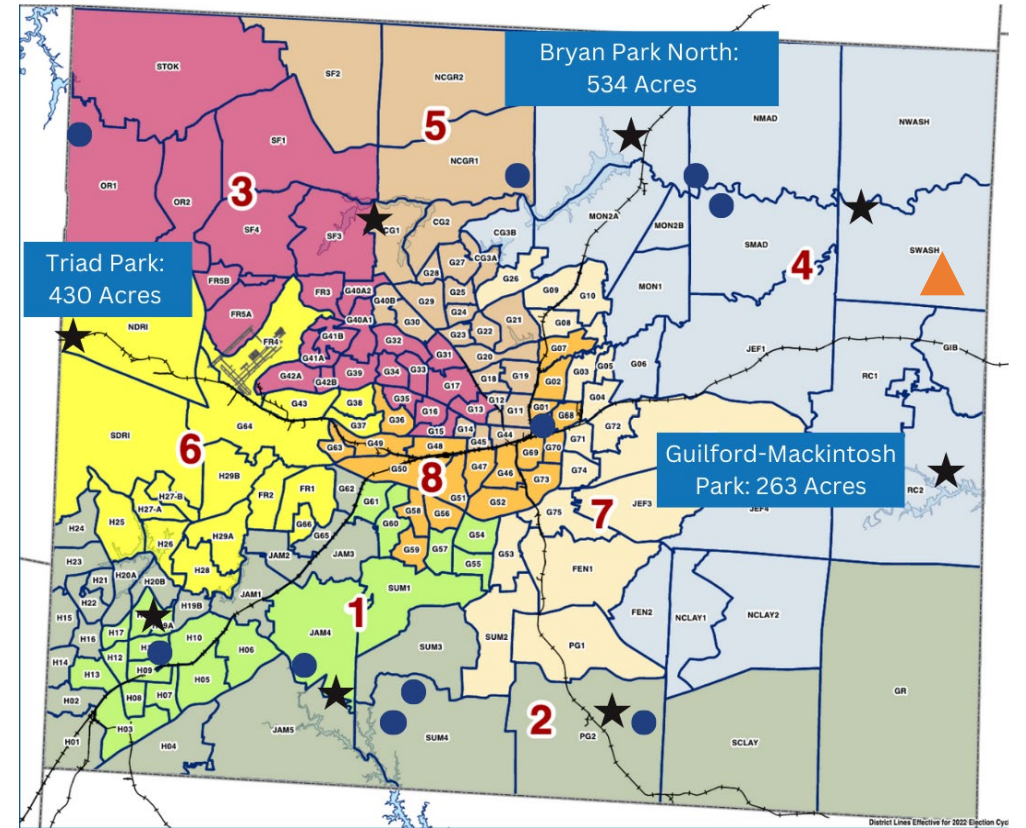 Bryan Park North:
534 Acres
STOK
SF2
NCGR2
NMAD
NWASH
5
SF1
NCGR1
OR1
OR2
3
SF4
SF3
CG1
CG2
CG3B
MON2A
MON2B
SMAD
4
SWASH
Triad Park:
430 Acres
FR5B
FR5A
FR3
G40A2
G40B
G40A1
G28
G27
CG3A
G26
G25
G29
G24
G30
G09
G10
MON1
NDRI
FR4
G41B
G41A
G32
G31
G23
G22
G21
G08
G07
JEF1
GIB
RC1
G42A
G42B
G39
G34
G33
G17
G20
G18
G19
G02
G03
G05
G06
G04
G43
G38
G37
G35
G36
G16
G13
G12
G11
G01
G68
G64
G63
G49
G15
G14
G48
G45
G44
G69
G70
G71
G72
SDRI
6
8
G50
G47
G46
G73
G74
Guilford-Mackintosh
Park: 263 Acres
RC2
H29B
H27-B
H27-A
FR2
FR1
G62
G61
G51
G52
G58
G56
G75
7
JEF3
JEF4
H24
H25
H26
H29A
G66
G65
G60
G59
G57
G54
G55
G53
H23
H28
JAM2
JAM3
FEN1
H21
H20A
H20B
H22
H19B
JAM1
SUM1
FEN2
NCLAY1
NCLAY2
H15
H16
H17
H10
H06
JAM4
1
SUM3
SUM2
PG1
H14
H12
H13
H09
H05
H02
H08
H07
H03
H01
H04
JAM5
SUM4
2
PG2
SCLAY
GR
District Lines Effective for 2022 Election Cyc